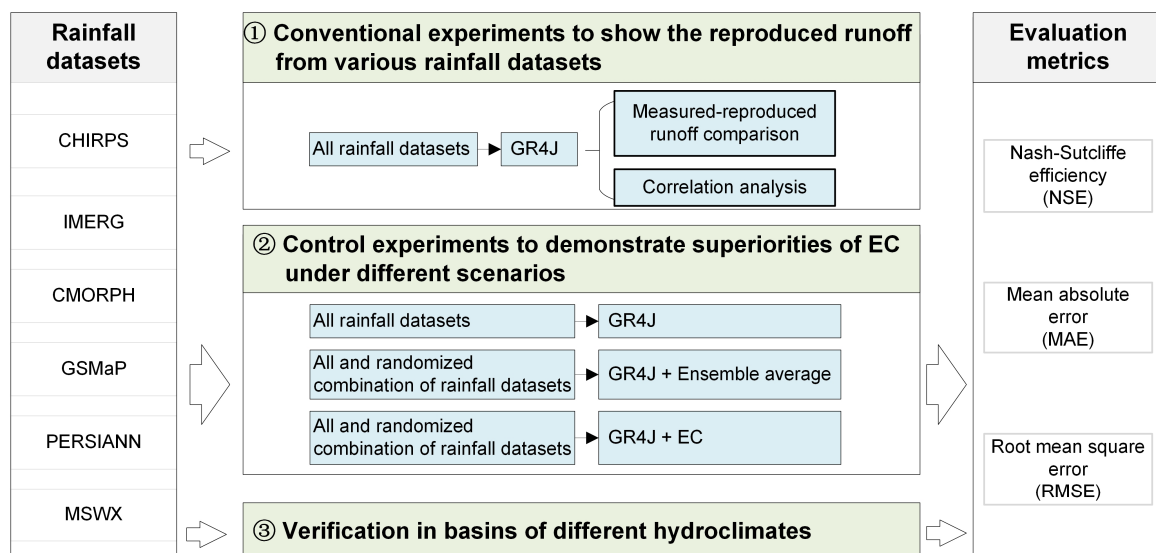 Rainfall
datasets
CHIRPS
IMERG
CMORPH
GSMaP
PERSIANN
MSWX
① Conventional experiments to show the reproduced runoff
from various rainfall datasets
All rainfall datasets
GR4J
Measured-reproduced
runoff comparison
Correlation analysis
② Control experiments to demonstrate superiorities of EC
under different scenarios
All rainfall datasets
GR4J
All and randomized
combination of rainfall datasets
GR4J + Ensemble average
All and randomized
combination of rainfall datasets
GR4J + EC
③ Verification in basins of different hydroclimates
Evaluation
metrics
Nash-Sutcliffe
efficiency
(NSE)
Mean absolute
error
(MAE)
Root mean square
error
(RMSE)